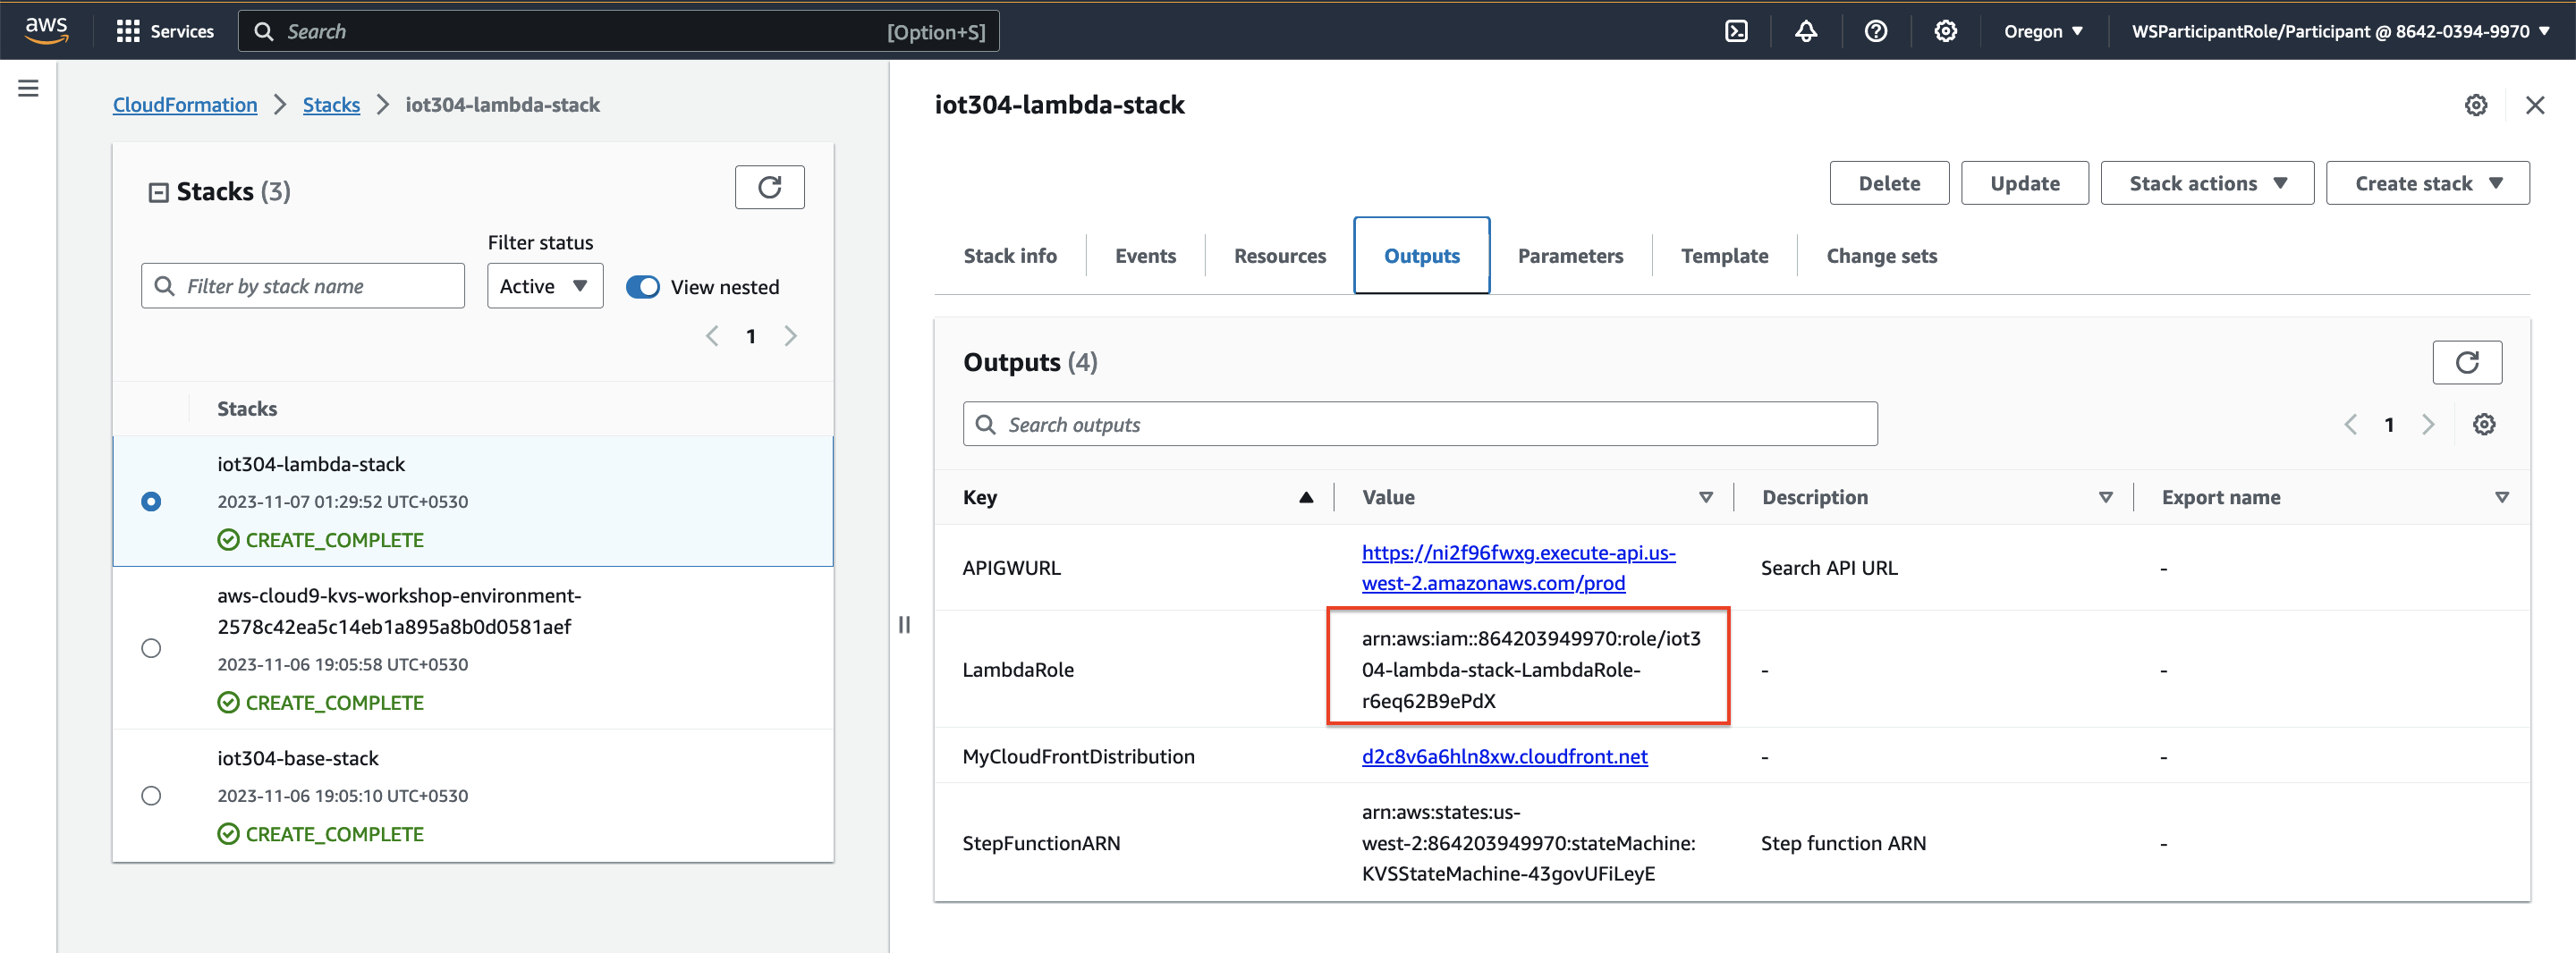 aws
Services
Search
[Option+S]
Oregon
WSParticipantRole/Participant @ 8642-0394-9970
CloudFormation
Stacks
iot304-lambda-stack
Stacks (3)
Filter status
Filter by stack name
Active
View nested
1
Stacks
iot304-lambda-stack
2023-11-07 01:29:52 UTC+0530
CREATE_COMPLETE
aws-cloud9-kvs-workshop-environment-
2578c42ea5c14eb1a895a8b0d0581aef
2023-11-06 19:05:58 UTC+0530
CREATE_COMPLETE
iot304-base-stack
2023-11-06 19:05:10 UTC+0530
CREATE_COMPLETE
iot304-lambda-stack
Delete
Update
Stack actions
Create stack
Stack info
Events
Resources
Outputs
Parameters
Template
Change sets
Outputs (4)
Search outputs
1
Key
Value
Description
Export name
APIGWURL
https://ni2f96fwxg.execute-api.us-
west-2.amazonaws.com/prod
Search API URL
-
LambdaRole
arn:aws:iam::864203949970:role/iot3
04-lambda-stack-LambdaRole-
r6eq62B9ePdX
-
-
MyCloudFrontDistribution
d2c8v6a6hln8xw.cloudfront.net
-
-
StepFunctionARN
arn:aws:states:us-
west-2:864203949970:stateMachine:
KVSStateMachine-43govUFiLeyE
Step function ARN
-